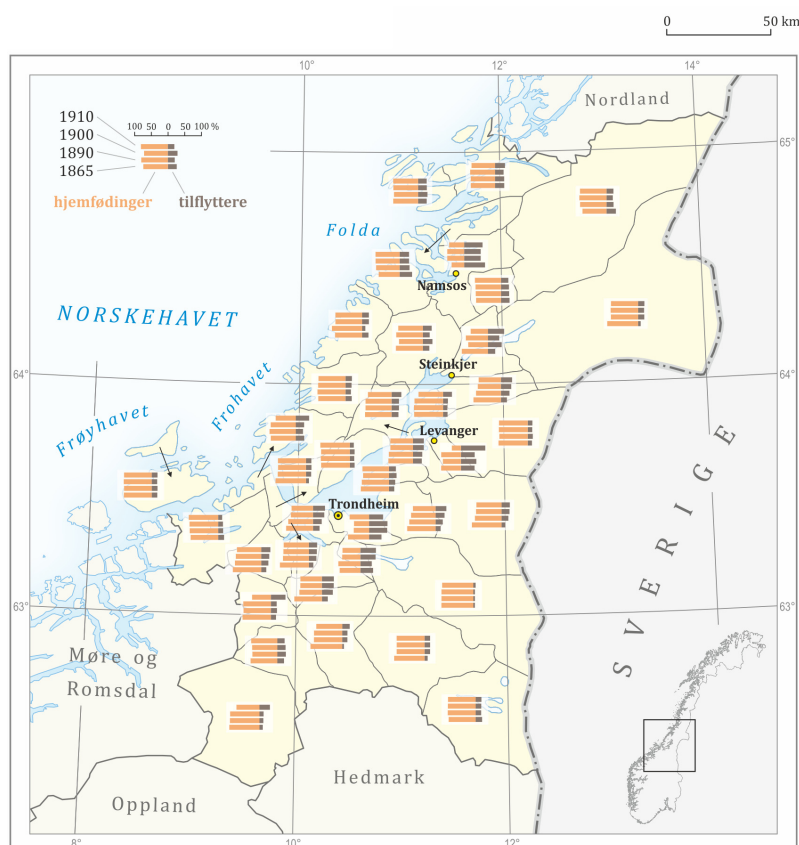 0 50 km
10° 12° 14°
Nordland
65°
1910
1900
1890
1865
100 50 0 50 100 %
hjemfødinger tilflyttere
Folda
Namsos
NORSKEHAVET
Steinkjer
64° 64°
Frohavet
Frøyhavet
Levanger
Trondheim
SVERIGE
63° 63°
Møre og
Romsdal
Hedmark
Oppland
8° 10° 12°